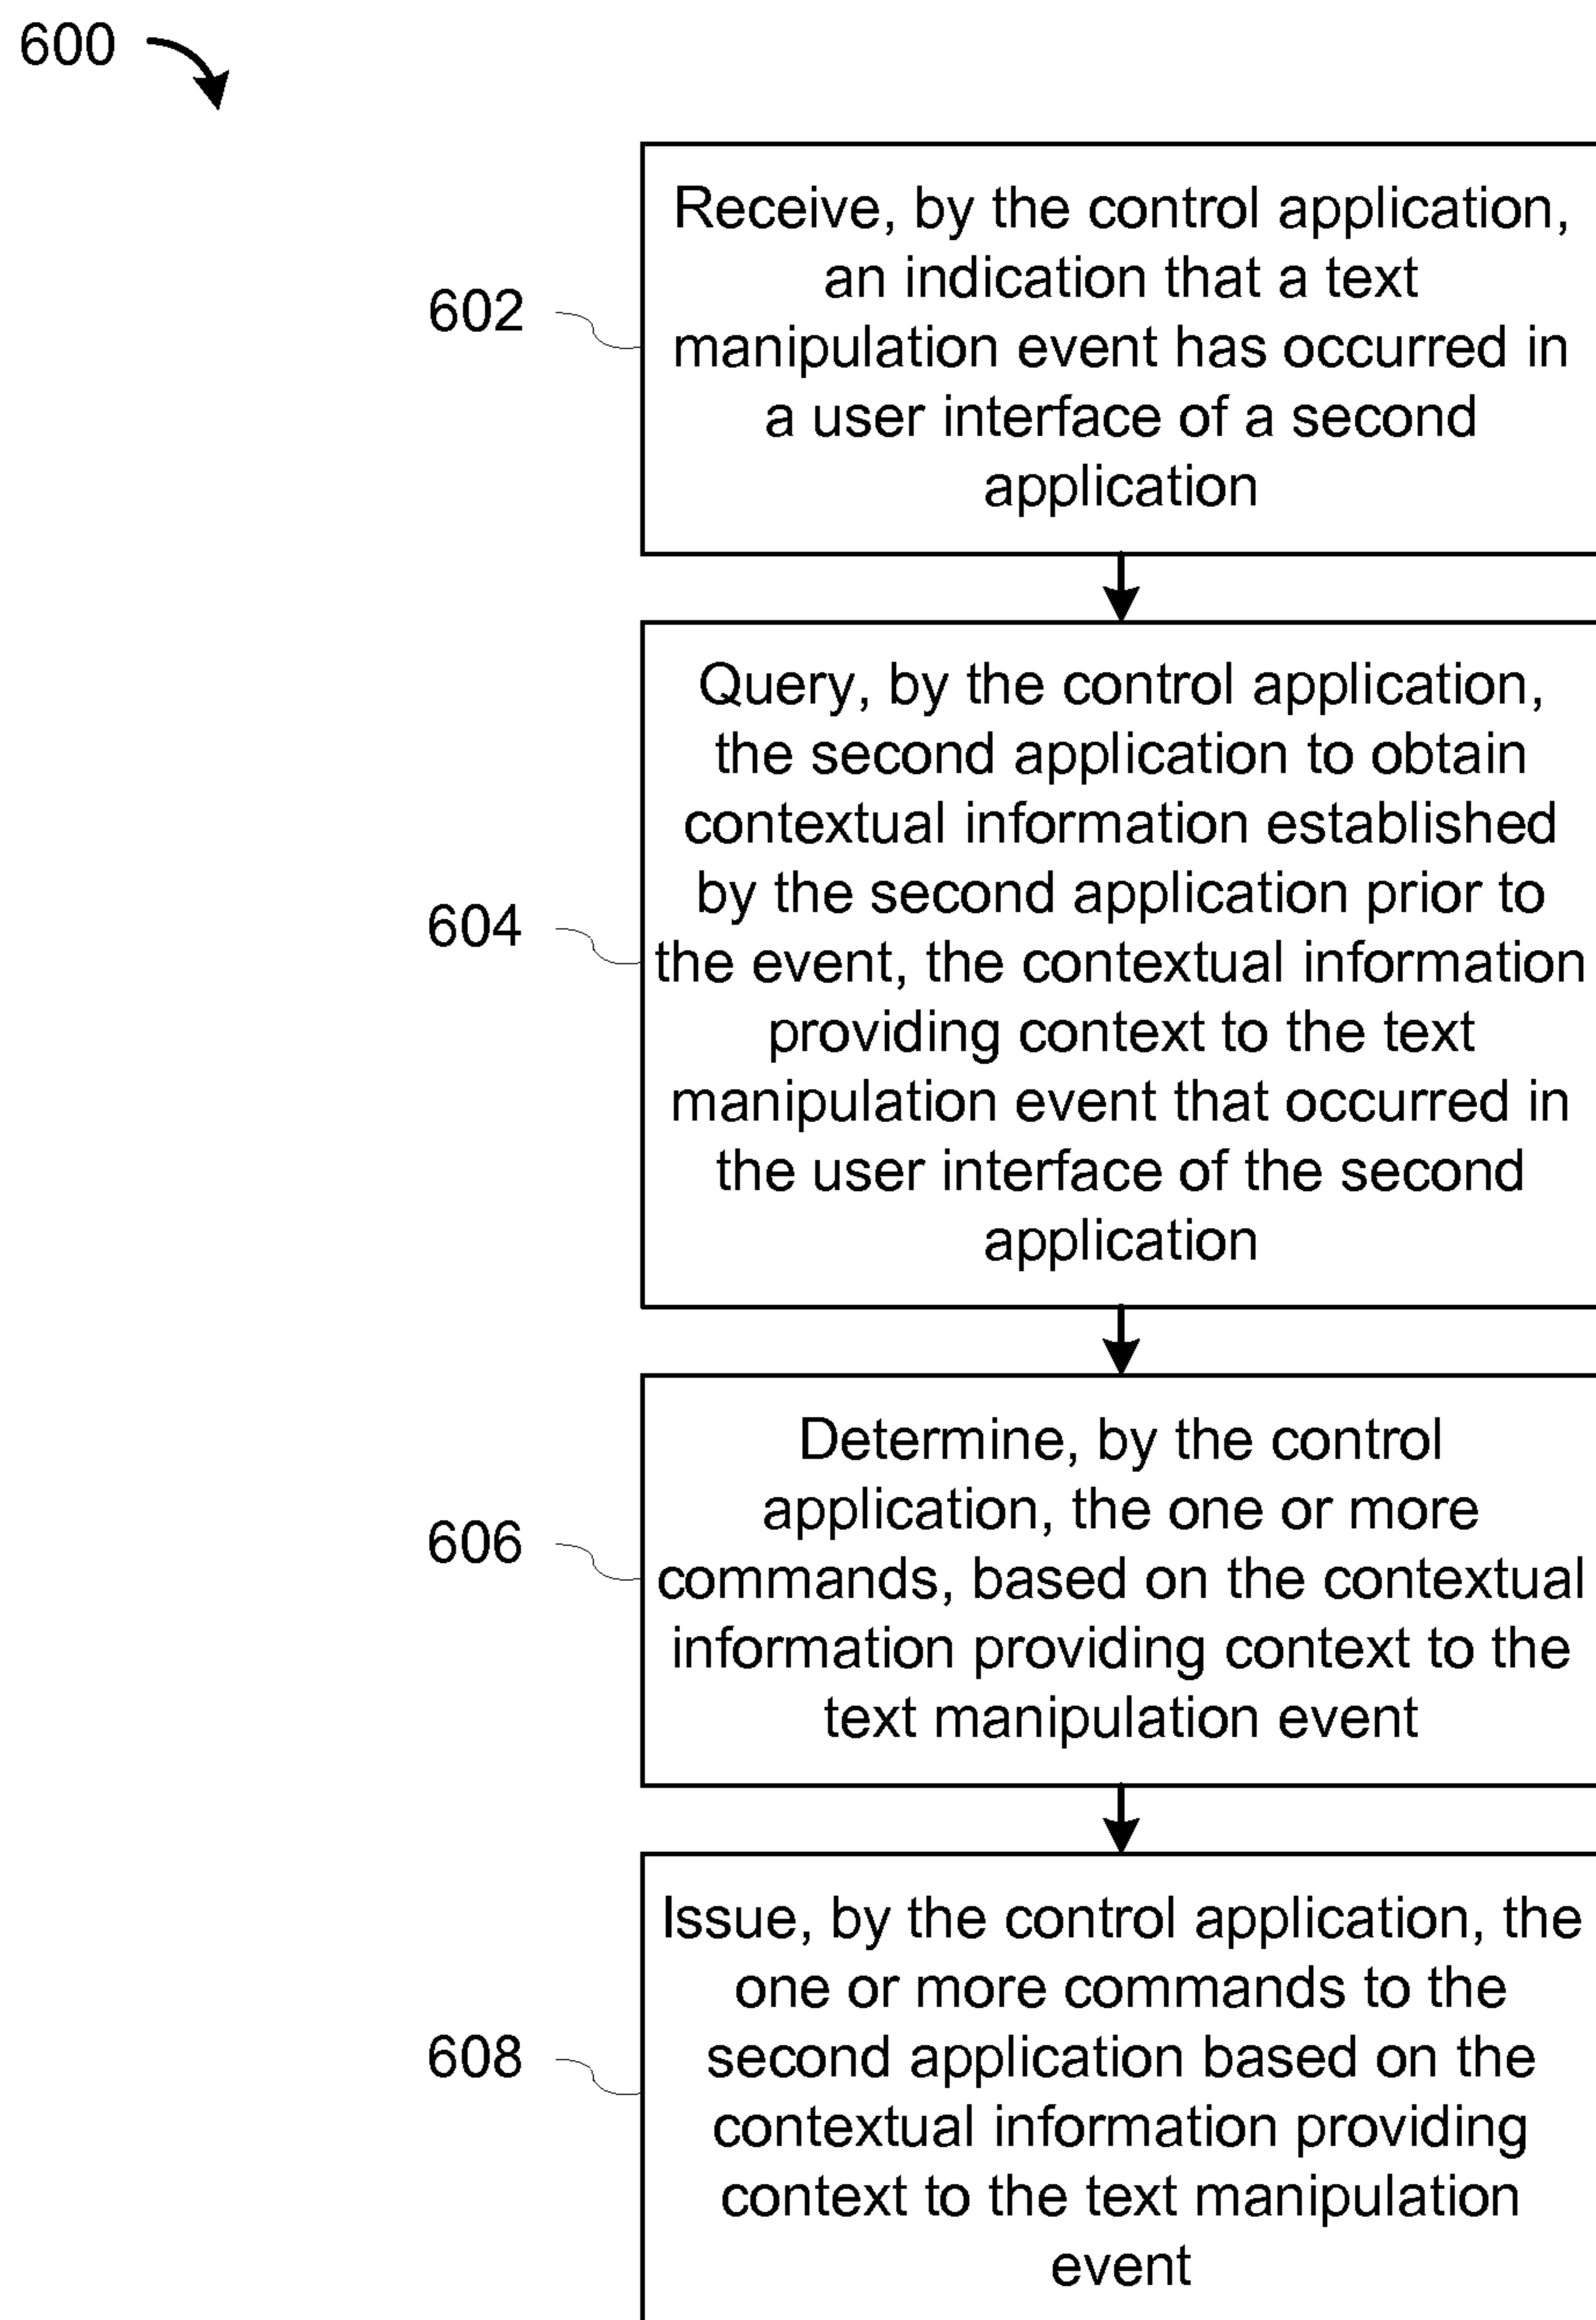 600
602
Receive, by the control application,
an indication that a text
manipulation event has occurred in
a user interface of a second
application
604
Query, by the control application,
the second application to obtain
contextual information established
by the second application prior to
the event, the contextual information
providing context to the text
manipulation event that occurred in
the user interface of the second
application
606
Determine, by the control
application, the one or more
commands, based on the contextual
information providing context to the
text manipulation event
608
Issue, by the control application, the
one or more commands to the
second application based on the
contextual information providing
context to the text manipulation
event